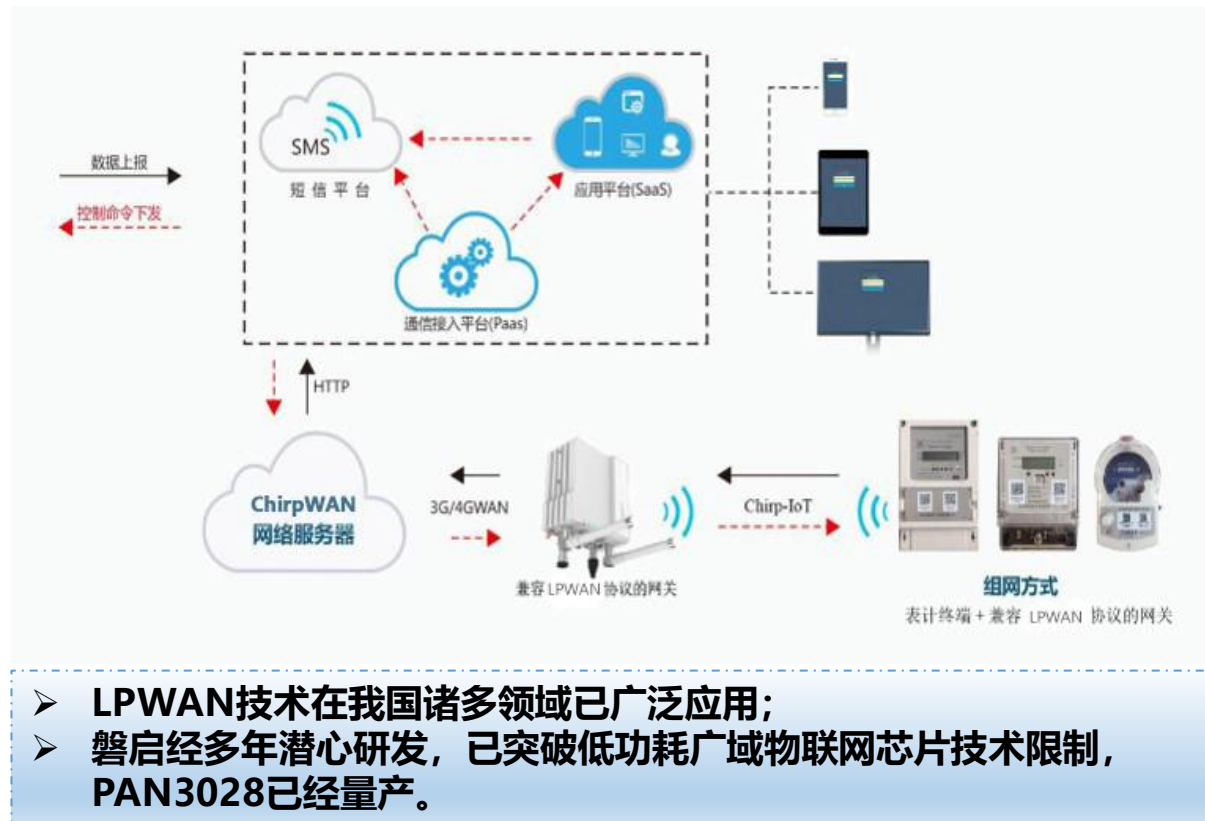 SMS
短信平台
应用平台(SaaS)
数据上报
控制命令下发
通信接入平台(Paas)
HTTP
ChirpWAN
网络服务器
3G/4GWAN
Chirp-IoT
兼容LPWAN协议的网关
组网方式
表计终端+兼容 LPWAN 协议的网关
➢ LPWAN技术在我国诸多领域已广泛应用；
➢ 磐启经多年潜心研发，已突破低功耗广域物联网芯片技术限制，
PAN3028已经量产。